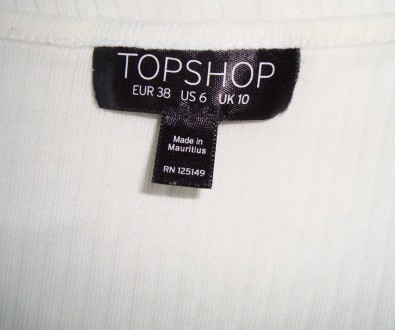 TOPSHOP
EUR 38 US 6 UK 10
Made in
Mauritius
RN 125149